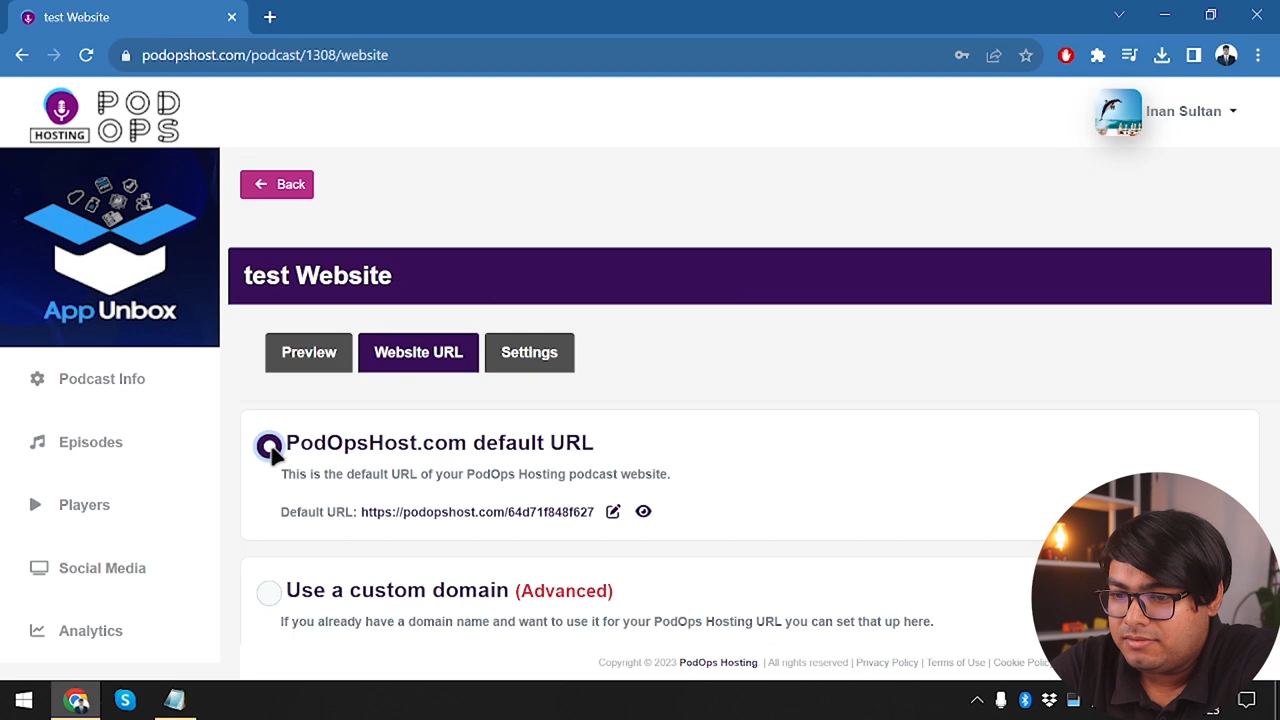 test Website
podopshost.com/podcast/1308/website
HOSTING
POD
OPS
Inan Sultan
Back
App Unbox
test Website
Preview
Website URL
Settings
Podcast Info
Episodes
Players
Social Media
Analytics
PodOpsHost.com default URL
This is the default URL of your PodOps Hosting podcast website.
Default URL: https://podopshost.com/64d71f848f627
Use a custom domain (Advanced)
If you already have a domain name and want to use it for your PodOps Hosting URL you can set that up here.
Copyright © 2023 PodOps Hosting. | All rights reserved | Privacy Policy | Terms of Use | Cookie